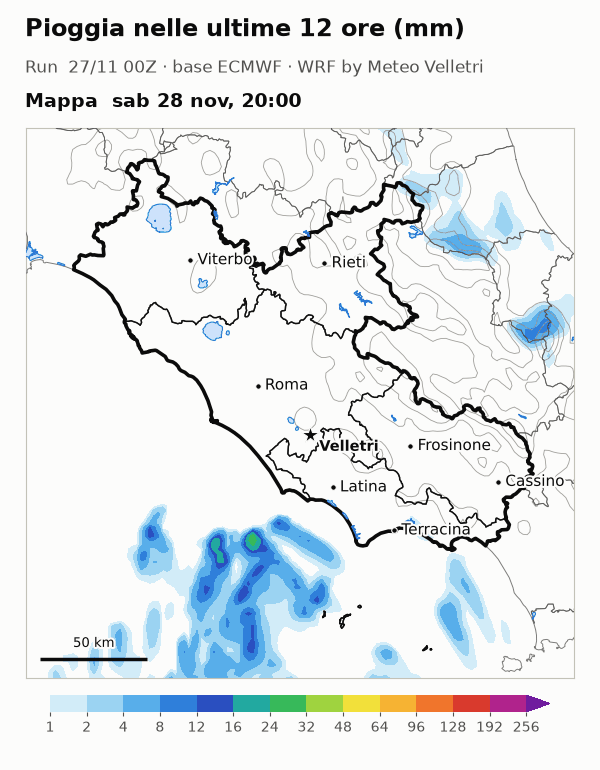 Pioggia nelle ultime 12 ore (mm)
Run  27/11 00Z · base ECMWF · WRF by Meteo Velletri
Mappa  sab 28 nov, 20:00
Viterbo
Rieti
Roma
Velletri
Frosinone
Cassino
Latina
Terracina
50 km
1 2 4 8 12 16 24 32 48 64 96 128 192 256